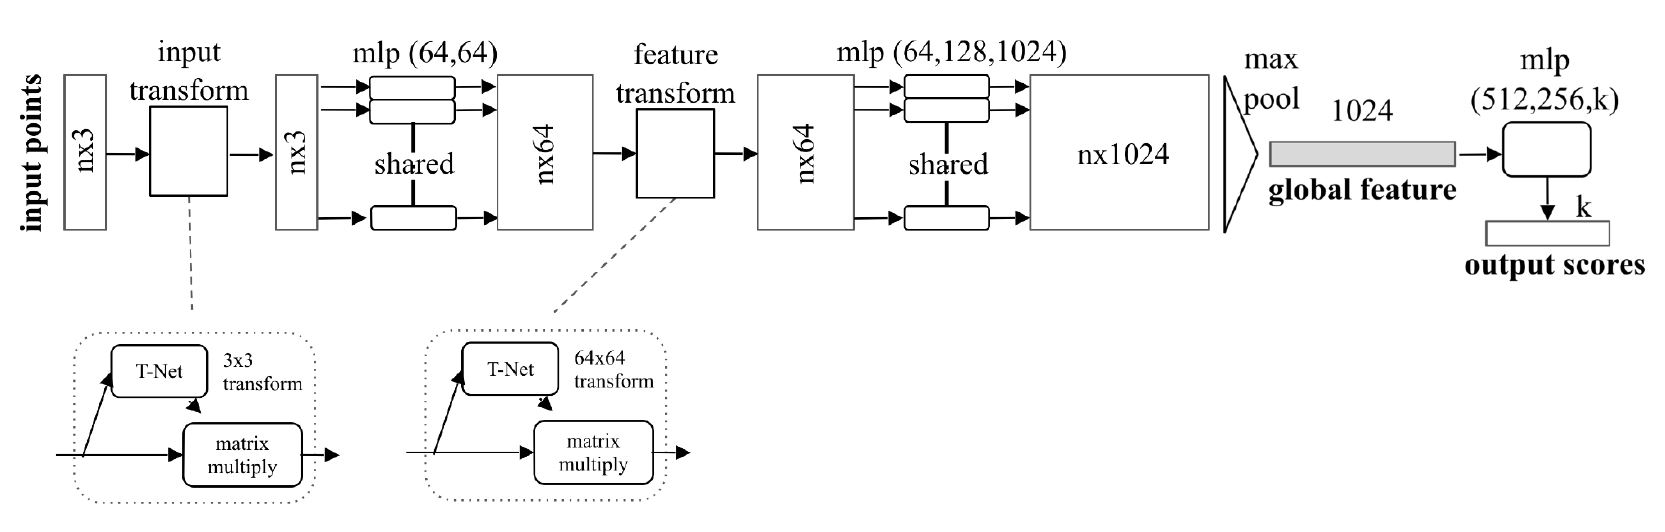 input points
nx3
input
transform
nx3
mlp (64,64)
shared
nx64
feature
transform
nx64
mlp (64,128,1024)
shared
nx1024
max
pool
1024
global feature
mlp
(512,256,k)
k
output scores
T-Net
3x3
transform
matrix
multiply
T-Net
64x64
transform
matrix
multiply